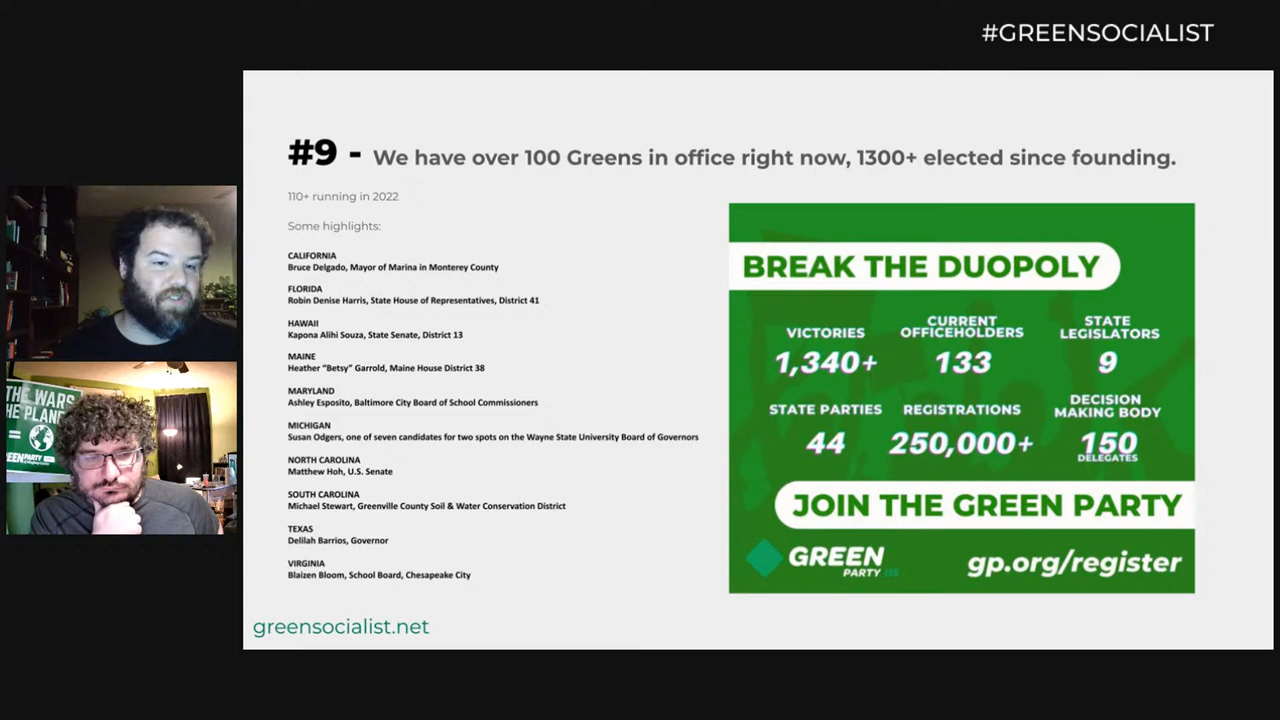 #GREENSOCIALIST
#9 - We have over 100 Greens in office right now, 1300+ elected since founding.
110+ running in 2022
Some highlights:
CALIFORNIA
Bruce Delgado, Mayor of Marina in Monterey County
FLORIDA
Robin Denise Harris, State House of Representatives, District 41
HAWAII
Kapona Alihi Souza, State Senate, District 13
MAINE
Heather “Betsy” Garrold, Maine House District 38
MARYLAND
Ashley Esposito, Baltimore City Board of School Commissioners
MICHIGAN
Susan Odgers, one of seven candidates for two spots on the Wayne State University Board of Governors
NORTH CAROLINA
Matthew Hoh, U.S. Senate
SOUTH CAROLINA
Michael Stewart, Greenville County Soil & Water Conservation District
TEXAS
Delilah Barrios, Governor
VIRGINIA
Blaizen Bloom, School Board, Chesapeake City
greensocialist.net
BREAK THE DUOPOLY
VICTORIES
1,340+
CURRENT
OFFICEHOLDERS
133
STATE
LEGISLATORS
9
STATE PARTIES
44
REGISTRATIONS
250,000+
DECISION
MAKING BODY
150
DELEGATES
JOIN THE GREEN PARTY
GREEN
PARTY US
gp.org/register
THE WARS
HE PLAN
=
EENPARTY